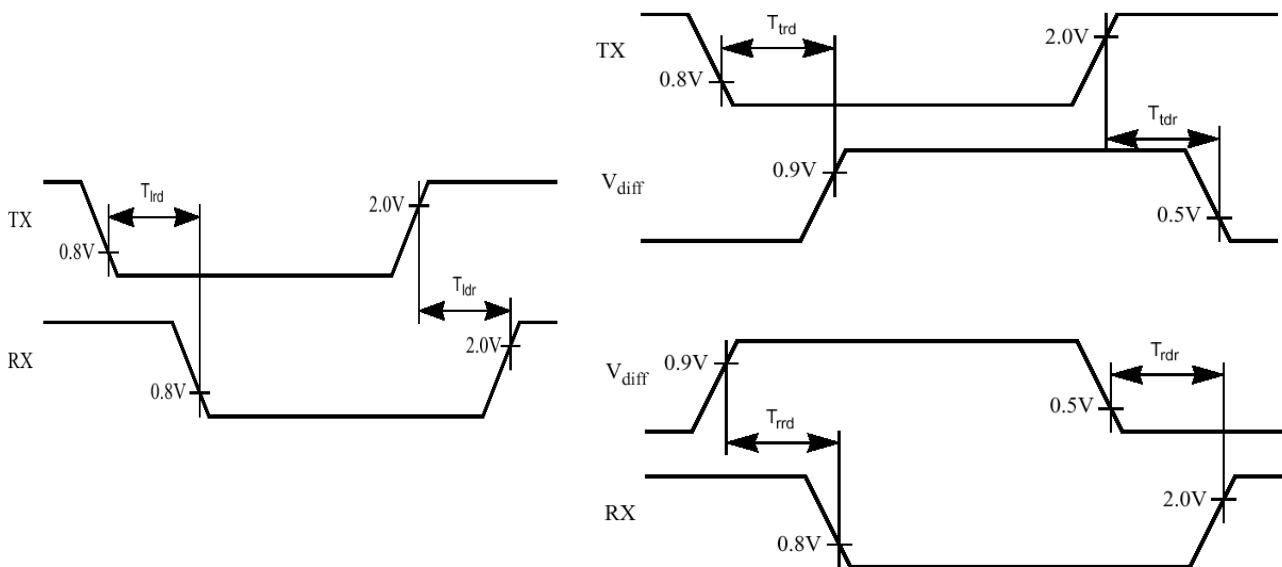 TX
T_lrd
0.8V
2.0V
T_ldr
RX
0.8V
2.0V
TX
T_trd
0.8V
2.0V
T_tdr
V_diff
0.9V
0.5V
V_diff
0.9V
0.5V
T_rdr
T_rrd
RX
0.8V
2.0V